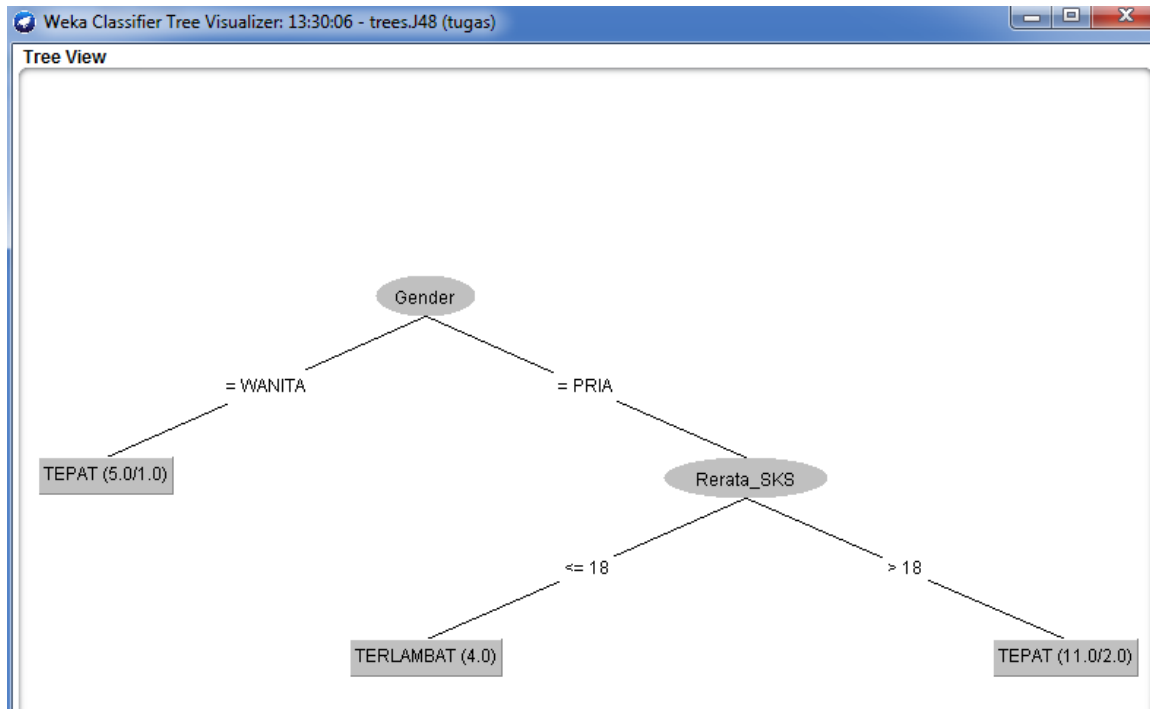 Weka Classifier Tree Visualizer: 13:30:06 - trees.J48 (tugas)
Tree View
Gender
= WANITA
= PRIA
TEPAT (5.0/1.0)
Rerata_SKS
<= 18
> 18
TERLAMBAT (4.0)
TEPAT (11.0/2.0)